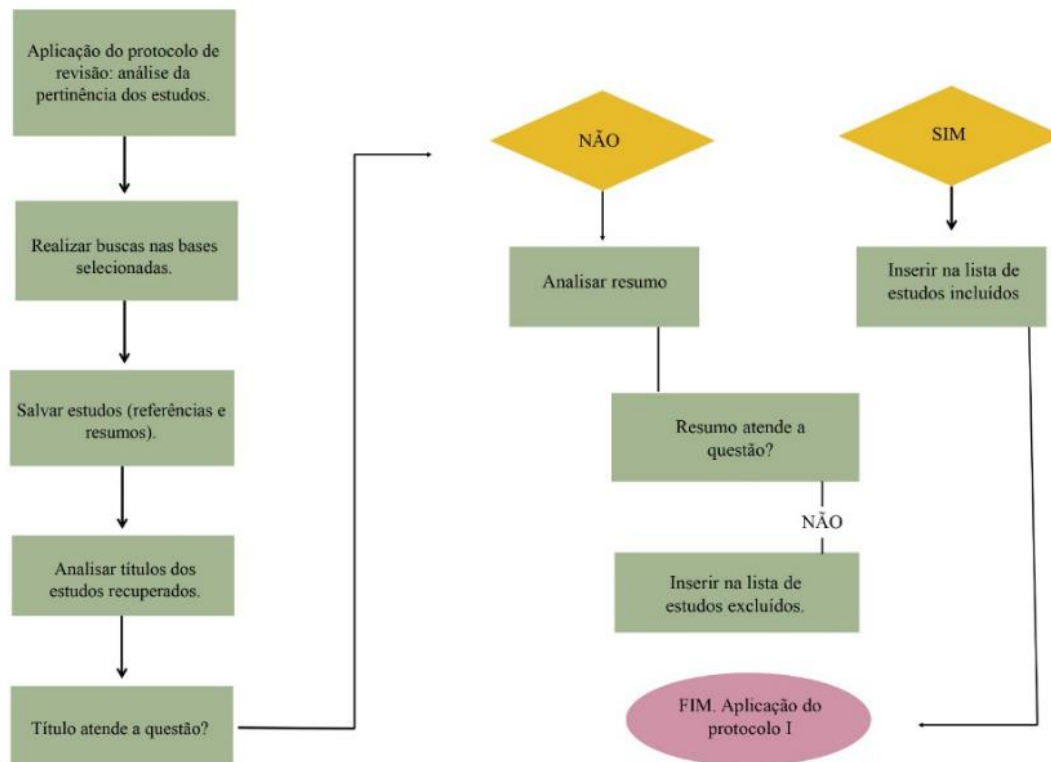 Aplicação do protocolo de
revisão: análise da
pertinência dos estudos.
Realizar buscas nas bases
selecionadas.
Salvar estudos (referências e
resumos).
Analisar títulos dos
estudos recuperados.
Título atende a questão?
NÃO
Analisar resumo
Resumo atende a
questão?
NÃO
Inserir na lista de
estudos excluídos.
SIM
Inserir na lista de
estudos incluídos
FIM. Aplicação do
protocolo I